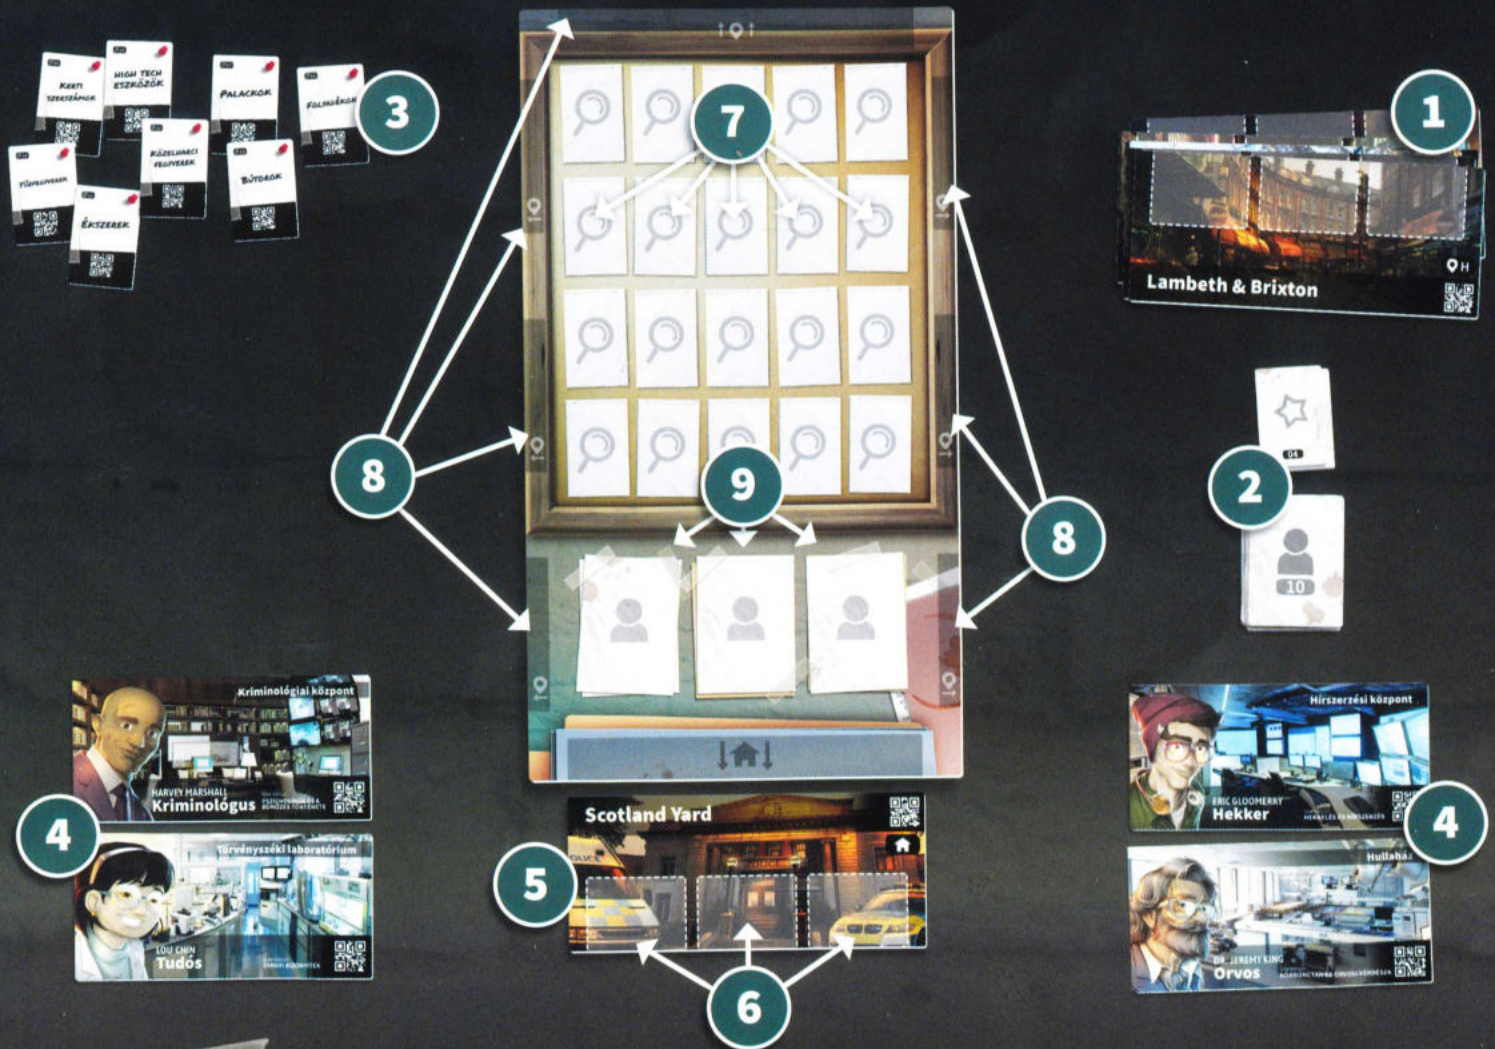 KERTI
SZERSZÁMOK
HIGH TECH
ESZKÖZÖK
PALACKOK
FOLYADÉKOK
3
TŰZFEGYVEREK
KÖZELHARCI
FEGYVEREK
BÚTOROK
ÉKSZEREK
7
1
H
Lambeth & Brixton
8
9
04
2
10
8
Kriminológiai központ
HARVEY MARSHALL
Kriminológus
4
Törvényszéki laboratórium
LOU CHIN
Tudós
Scotland Yard
5
6
Hírszerzési központ
ERIC GLOOMERRY
Hekker
4
Hullaház
DR. JEREMY KING
Orvos